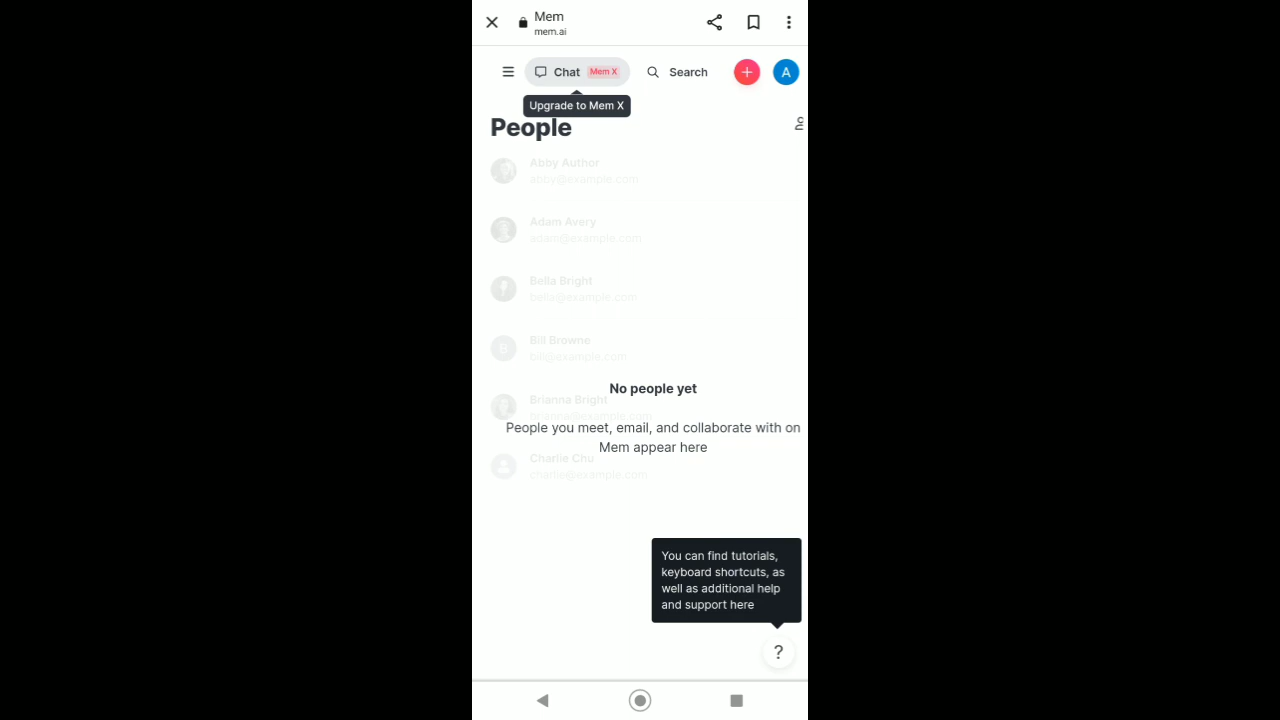 Mem
mem.ai
Chat Mem X
Search
A
Upgrade to Mem X
People
Abby Author
abby@example.com
Adam Avery
adam@example.com
Bella Bright
bella@example.com
B
Bill Browne
bill@example.com
No people yet
Brianna Bright
brianna@example.com
People you meet, email, and collaborate with on
Mem appear here
Charlie Chu
charlie@example.com
You can find tutorials,
keyboard shortcuts, as
well as additional help
and support here
?